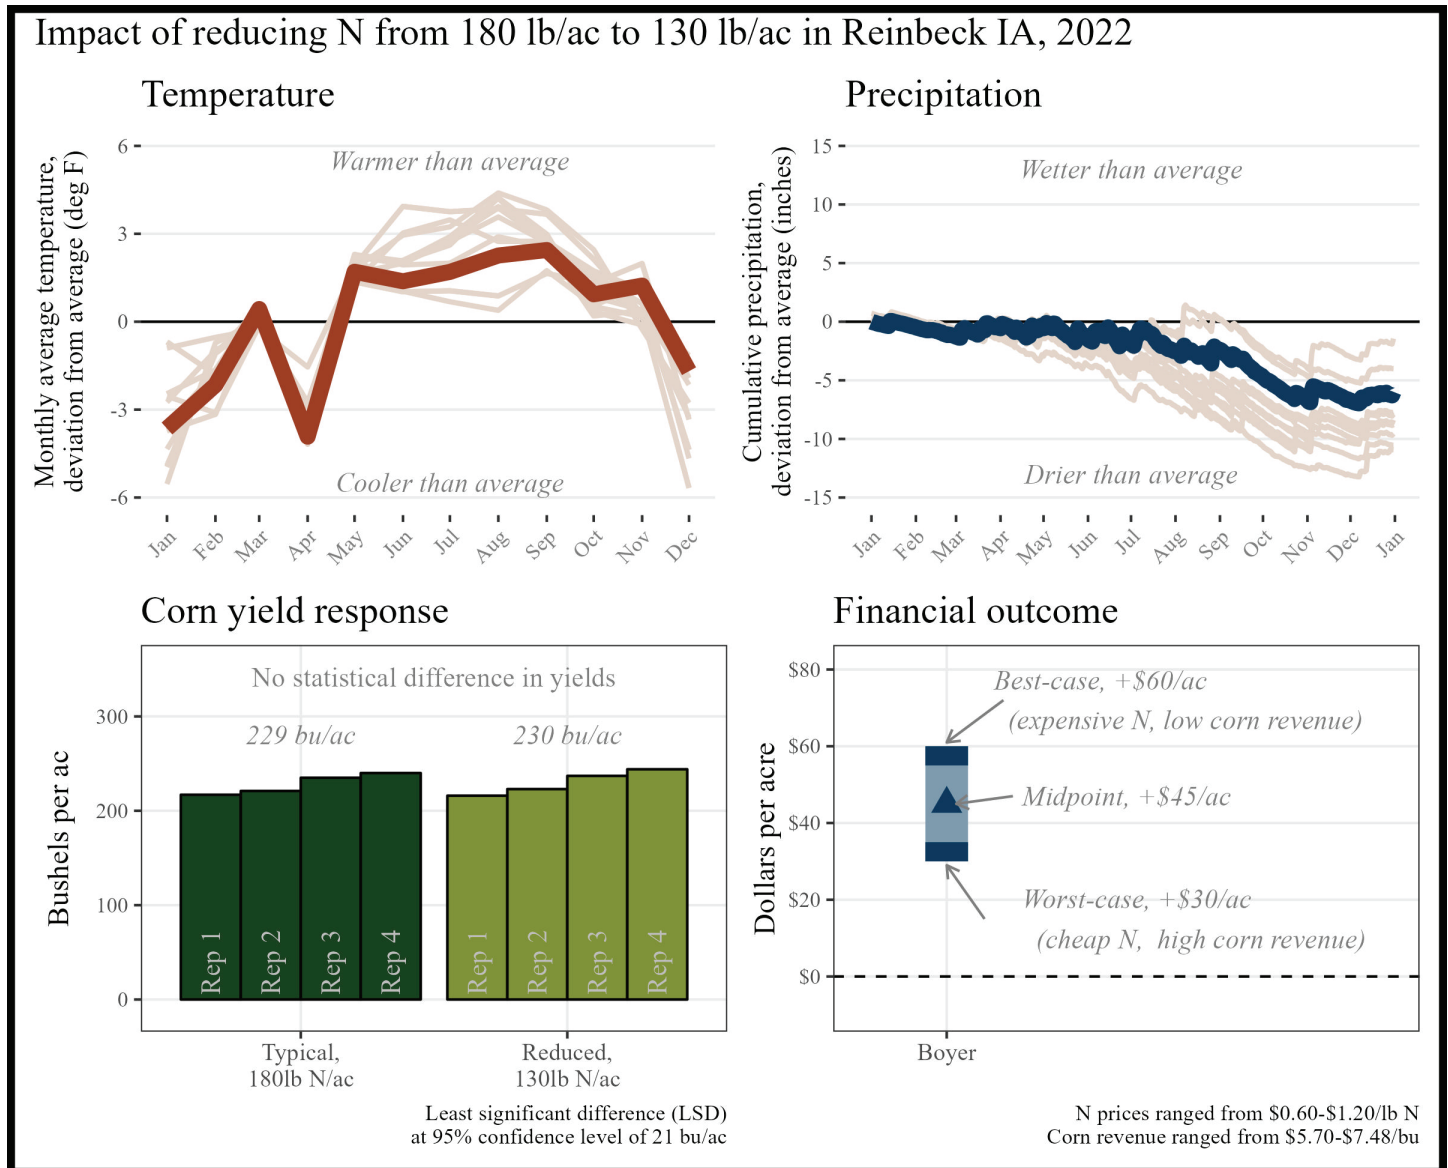 Impact of reducing N from 180 lb/ac to 130 lb/ac in Reinbeck IA, 2022
Temperature
Monthly average temperature,
deviation from average (deg F)
6
3
0
-3
-6
Warmer than average
Cooler than average
Jan
Feb
Mar
Apr
May
Jun
Jul
Aug
Sep
Oct
Nov
Dec
Precipitation
Cumulative precipitation,
deviation from average (inches)
15
10
5
0
-5
-10
-15
Wetter than average
Drier than average
Jan
Feb
Mar
Apr
May
Jun
Jul
Aug
Sep
Oct
Nov
Dec
Jan
Corn yield response
Bushels per ac
300
200
100
0
No statistical difference in yields
229 bu/ac
230 bu/ac
Rep 1
Rep 2
Rep 3
Rep 4
Rep 1
Rep 2
Rep 3
Rep 4
Typical,
180lb N/ac
Reduced,
130lb N/ac
Least significant difference (LSD)
at 95% confidence level of 21 bu/ac
Financial outcome
Dollars per acre
$80
$60
$40
$20
$0
Best-case, +$60/ac
(expensive N, low corn revenue)
Midpoint, +$45/ac
Worst-case, +$30/ac
(cheap N, high corn revenue)
Boyer
N prices ranged from $0.60-$1.20/lb N
Corn revenue ranged from $5.70-$7.48/bu